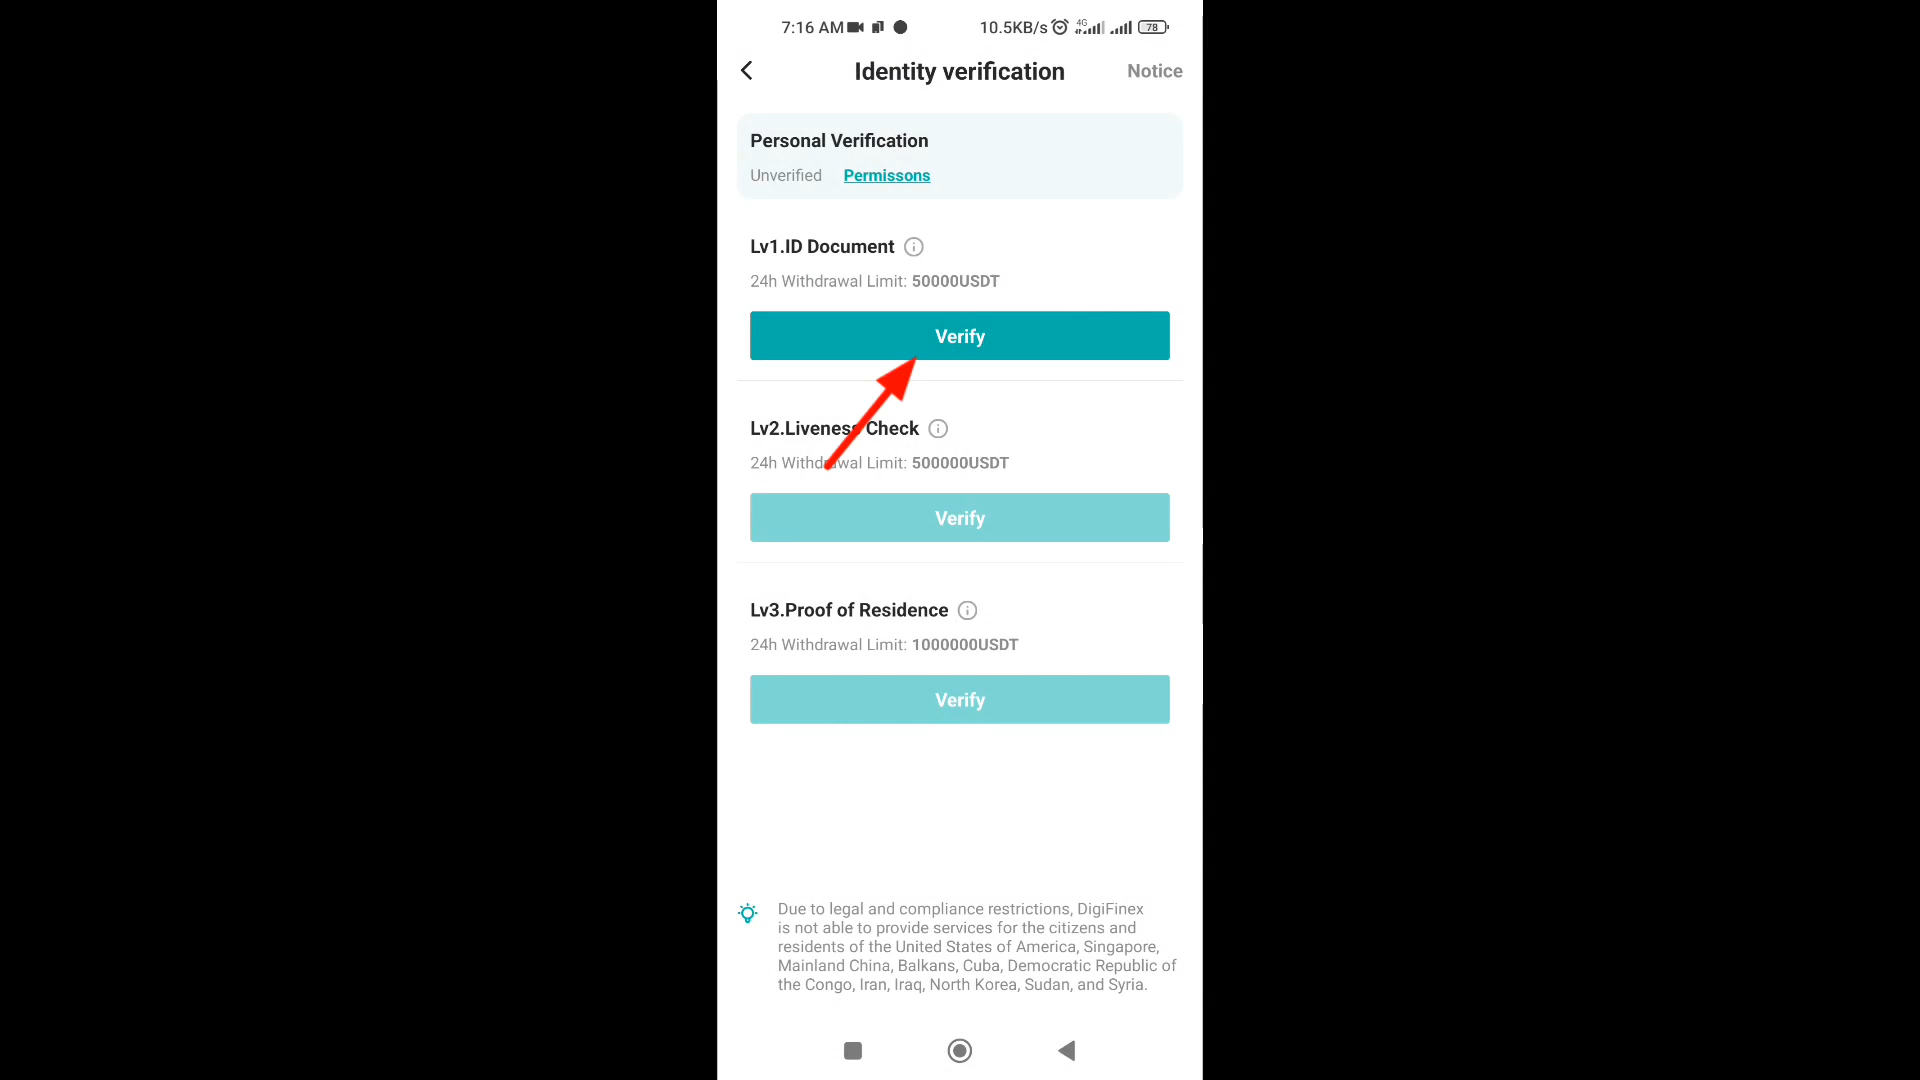 7:16 AM 10.5KB/s 4G 78
Identity verification Notice
Personal Verification
Unverified Permissons
Lv1.ID Document
24h Withdrawal Limit: 50000USDT
Verify
Lv2.Liveness Check
24h Withdrawal Limit: 500000USDT
Verify
Lv3.Proof of Residence
24h Withdrawal Limit: 1000000USDT
Verify
Due to legal and compliance restrictions, DigiFinex
is not able to provide services for the citizens and
residents of the United States of America, Singapore,
Mainland China, Balkans, Cuba, Democratic Republic of
the Congo, Iran, Iraq, North Korea, Sudan, and Syria.